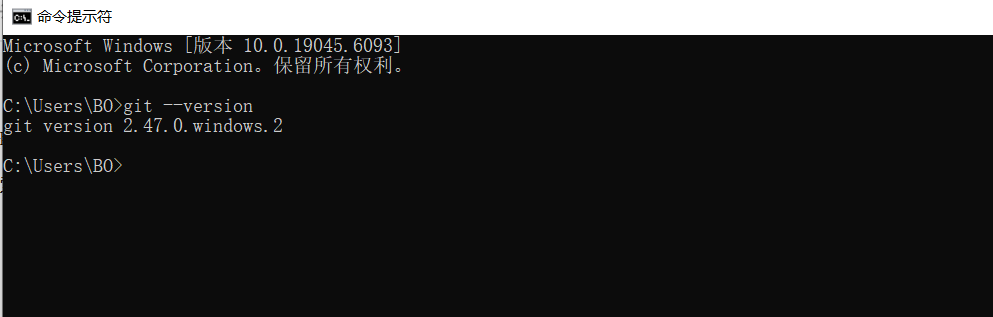 命令提示符
Microsoft Windows [版本 10.0.19045.6093]
(c) Microsoft Corporation。保留所有权利。
C:\Users\BO>git --version
git version 2.47.0.windows.2
C:\Users\BO>